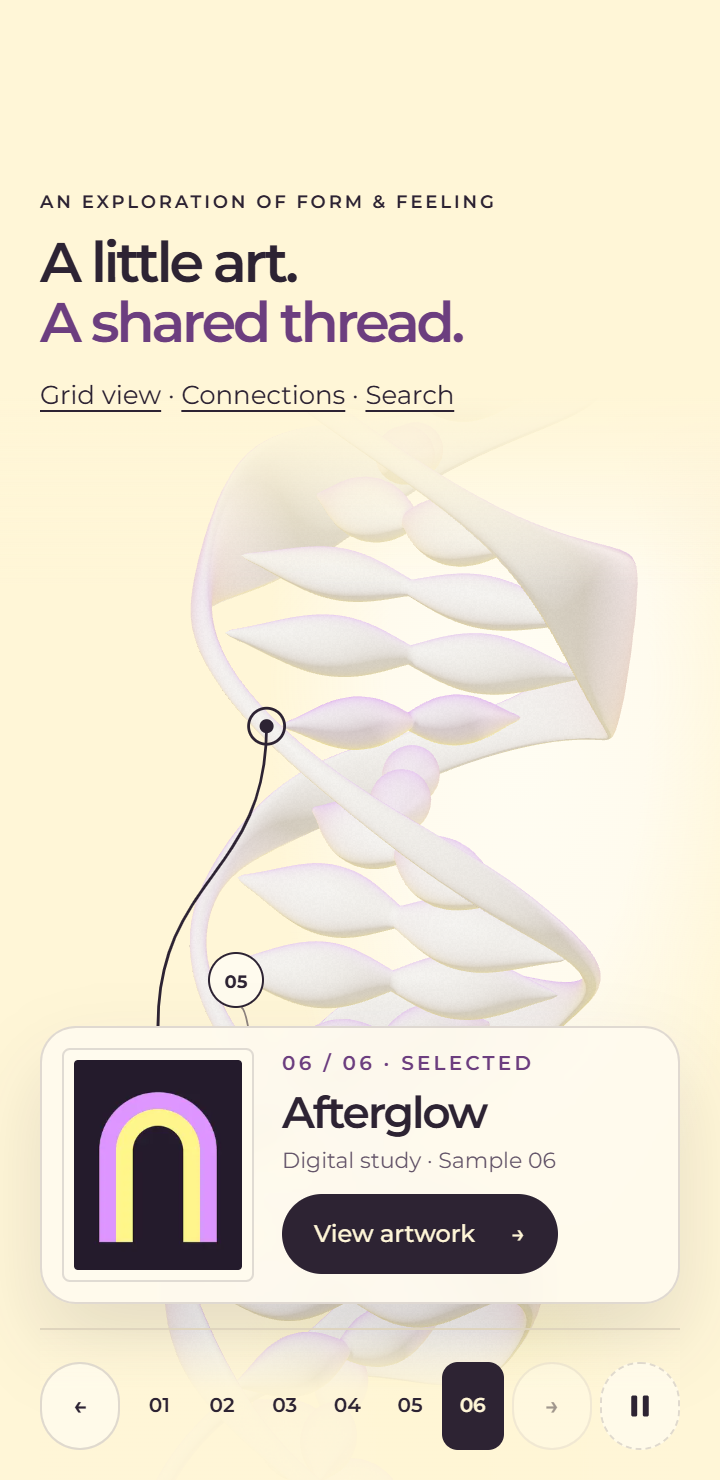 AN EXPLORATION OF FORM & FEELING
A little art.
A shared thread.
Grid view · Connections · Search
05
06 / 06 · SELECTED
Afterglow
Digital study · Sample 06
View artwork →
← 01 02 03 04 05 06 →